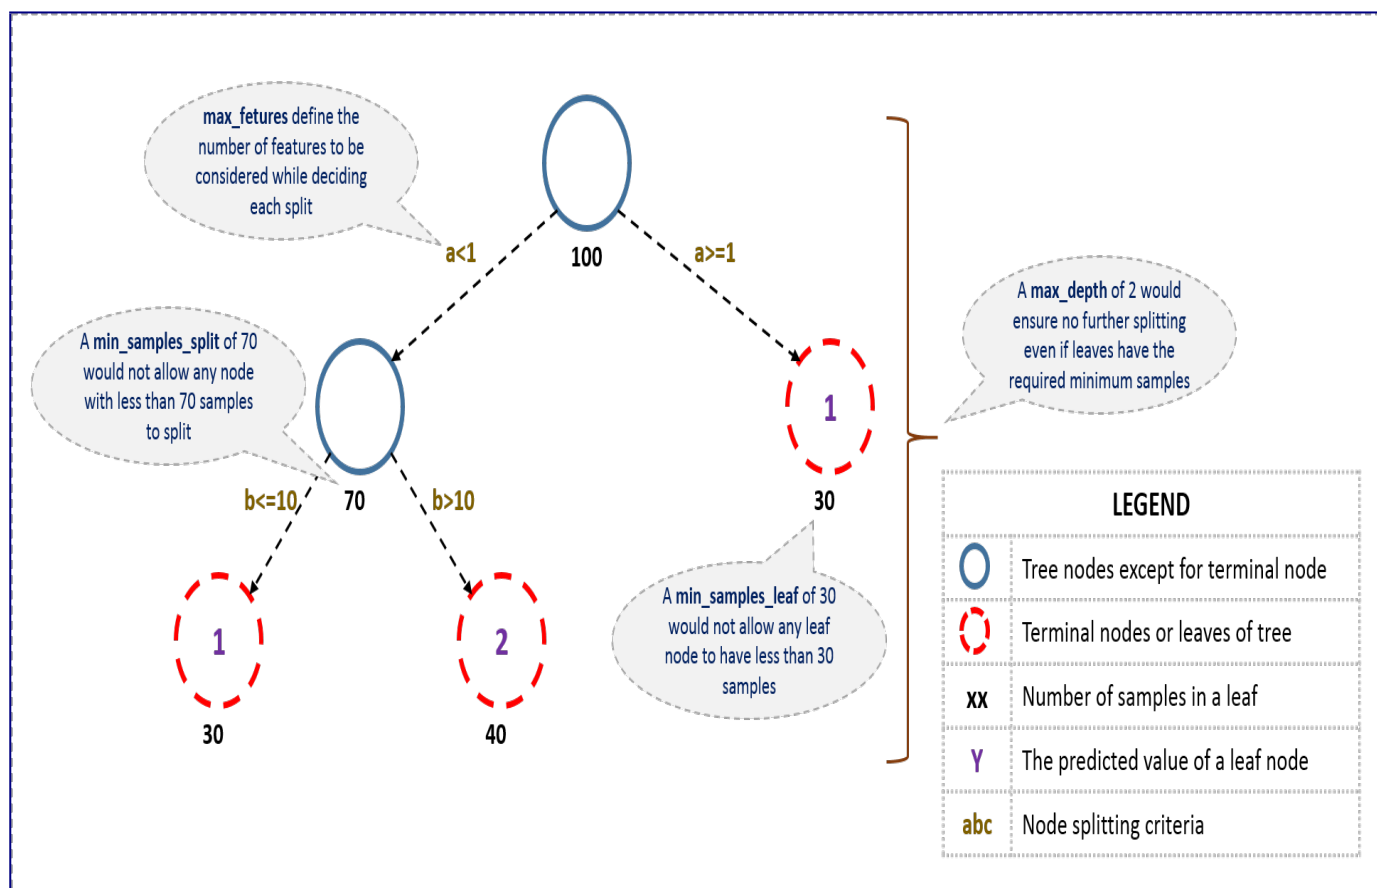 max_fetures define the
number of features to be
considered while deciding
each split
a<1
100
a>=1
A max_depth of 2 would
ensure no further splitting
even if leaves have the
required minimum samples
A min_samples_split of 70
would not allow any node
with less than 70 samples
to split
1
b<=10
70
b>10
30
A min_samples_leaf of 30
would not allow any leaf
node to have less than 30
samples
1
2
30
40
LEGEND
Tree nodes except for terminal node
Terminal nodes or leaves of tree
xx Number of samples in a leaf
Y The predicted value of a leaf node
abc Node splitting criteria